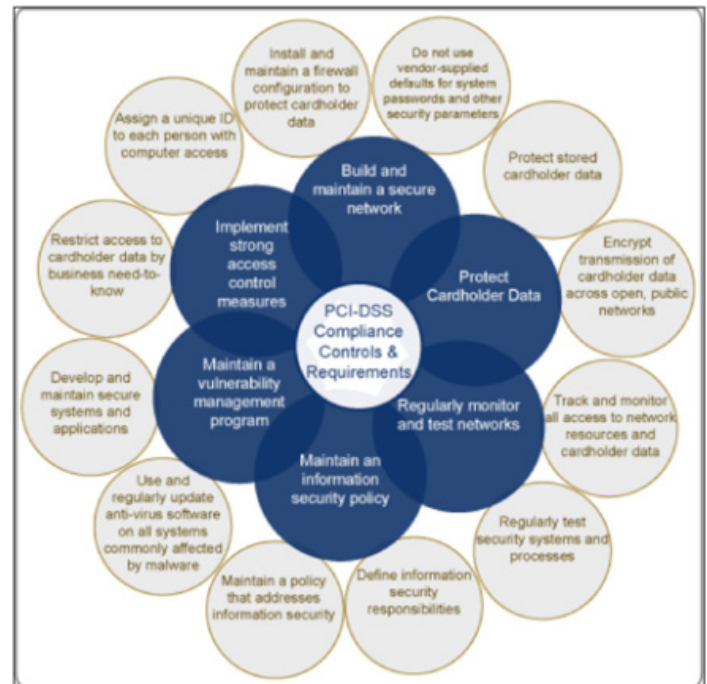 Install and
maintain a firewall
configuration to
protect cardholder
data
Do not use
vendor-supplied
defaults for system
passwords and other
security parameters
Assign a unique ID
to each person with
computer access
Protect stored
cardholder data
Build and
maintain a secure
network
Implement
strong
access
control
measures
Restrict access to
cardholder data by
business need-to-
know
Encrypt
transmission of
cardholder data
across open, public
networks
Protect
Cardholder Data
PCI-DSS
Compliance
Controls &
Requirements
Maintain a
vulnerability
management
program
Develop and
maintain secure
systems and
applications
Regularly monitor
and test networks
Track and monitor
all access to network
resources and
cardholder data
Maintain an
information
security policy
Use and
regularly update
anti-virus software
on all systems
commonly affected
by malware
Regularly test
security systems and
processes
Maintain a policy
that addresses
information security
Define information
security
responsibilities